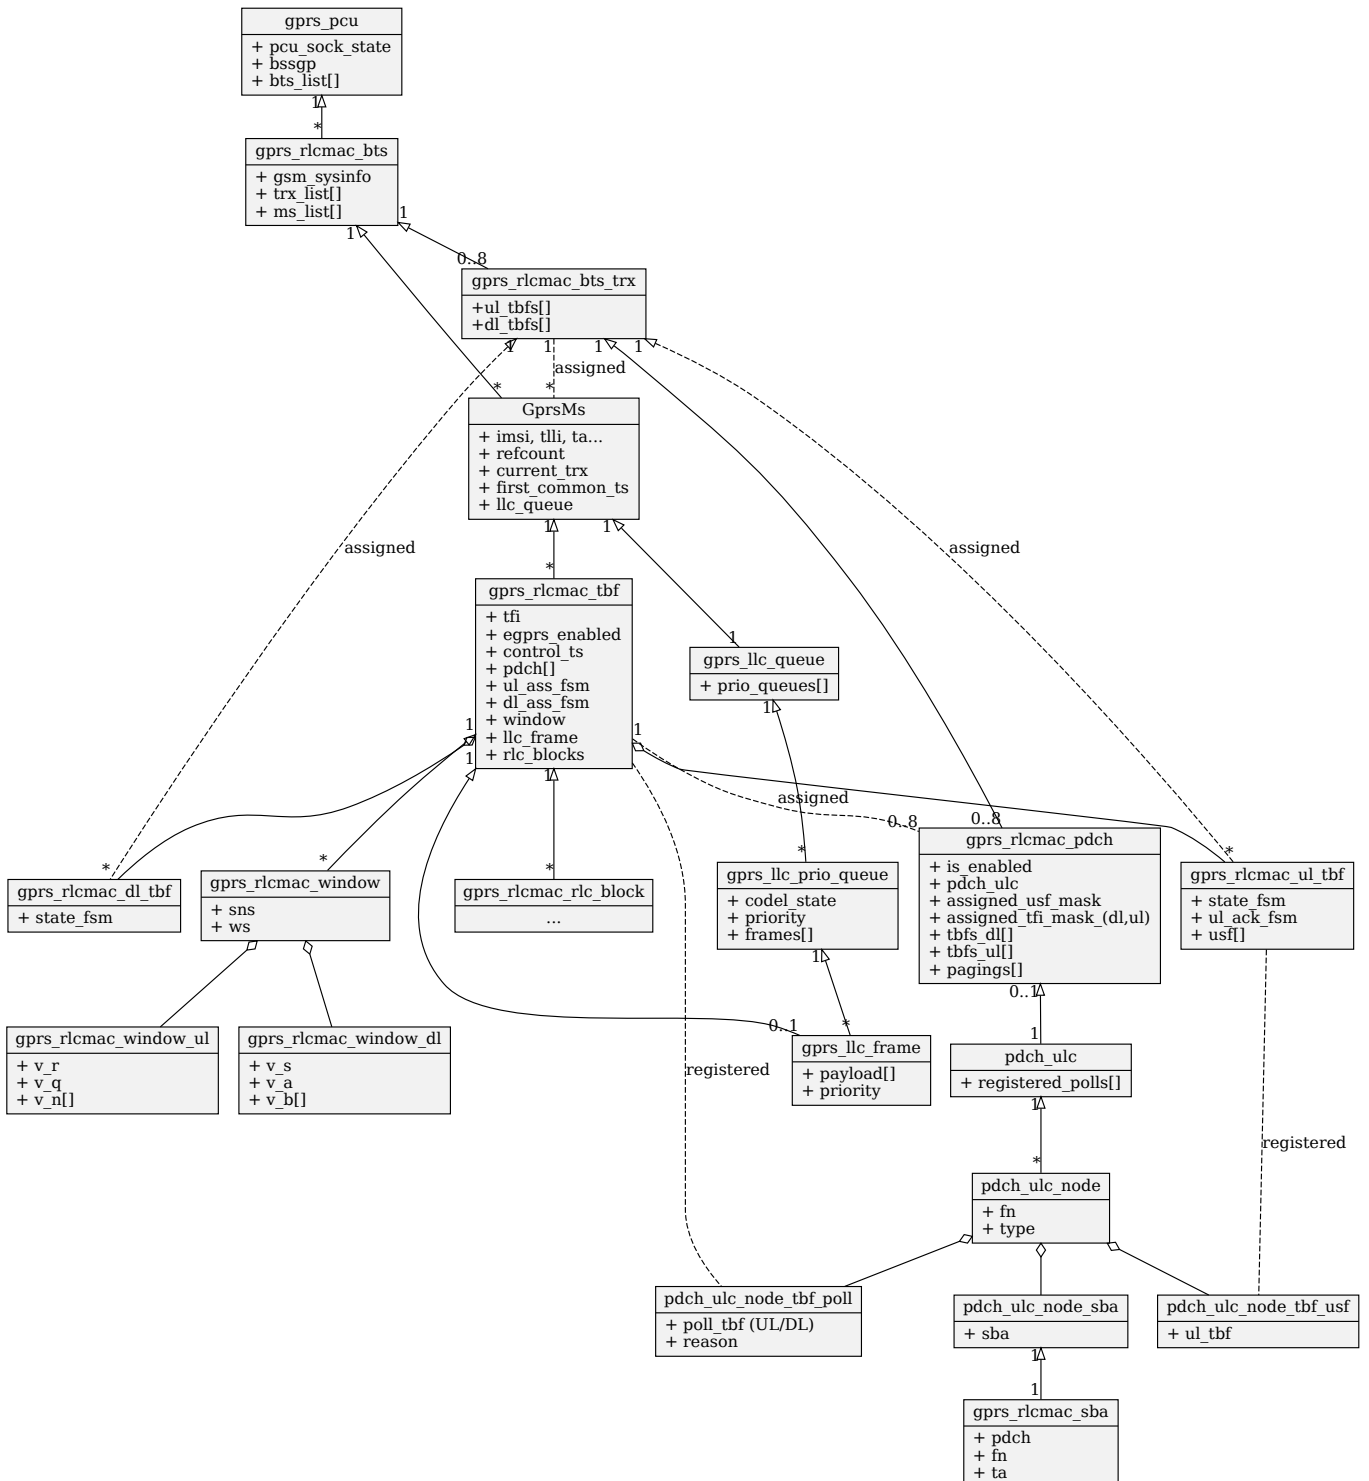 gprs_pcu
+ pcu_sock_state
+ bssgp
+ bts_list[]
1
*
gprs_rlcmac_bts
+ gsm_sysinfo
+ trx_list[]
+ ms_list[]
1
1
0..8
gprs_rlcmac_bts_trx
+ul_tbfs[]
+dl_tbfs[]
1
1
1
1
assigned
*
*
GprsMs
+ imsi, tlli, ta...
+ refcount
+ current_trx
+ first_common_ts
+ llc_queue
1
1
assigned
assigned
*
gprs_rlcmac_tbf
+ tfi
+ egprs_enabled
+ control_ts
+ pdch[]
+ ul_ass_fsm
+ dl_ass_fsm
+ window
+ llc_frame
+ rlc_blocks
1
gprs_llc_queue
+ prio_queues[]
1
1
1
1
1
assigned
0..8
0..8
*
*
*
*
*
gprs_rlcmac_dl_tbf
+ state_fsm
gprs_rlcmac_window
+ sns
+ ws
gprs_rlcmac_rlc_block
...
gprs_llc_prio_queue
+ codel_state
+ priority
+ frames[]
1
gprs_rlcmac_pdch
+ is_enabled
+ pdch_ulc
+ assigned_usf_mask
+ assigned_tfi_mask_(dl,ul)
+ tbfs_dl[]
+ tbfs_ul[]
+ pagings[]
0..1
gprs_rlcmac_ul_tbf
+ state_fsm
+ ul_ack_fsm
+ usf[]
gprs_rlcmac_window_ul
+ v_r
+ v_q
+ v_n[]
gprs_rlcmac_window_dl
+ v_s
+ v_a
+ v_b[]
registered
0..1
*
gprs_llc_frame
+ payload[]
+ priority
1
pdch_ulc
+ registered_polls[]
1
registered
*
pdch_ulc_node
+ fn
+ type
pdch_ulc_node_tbf_poll
+ poll_tbf (UL/DL)
+ reason
pdch_ulc_node_sba
+ sba
1
pdch_ulc_node_tbf_usf
+ ul_tbf
1
gprs_rlcmac_sba
+ pdch
+ fn
+ ta